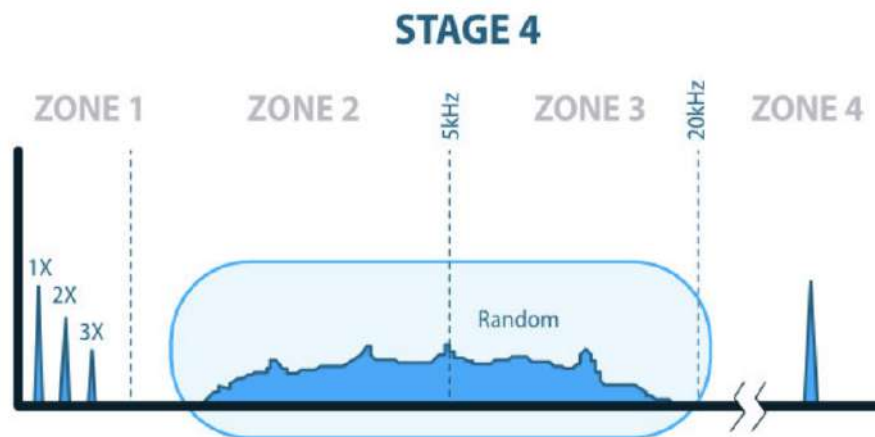 STAGE 4
ZONE 1
ZONE 2
5kHz
ZONE 3
20kHz
ZONE 4
1X
2X
3X
Random